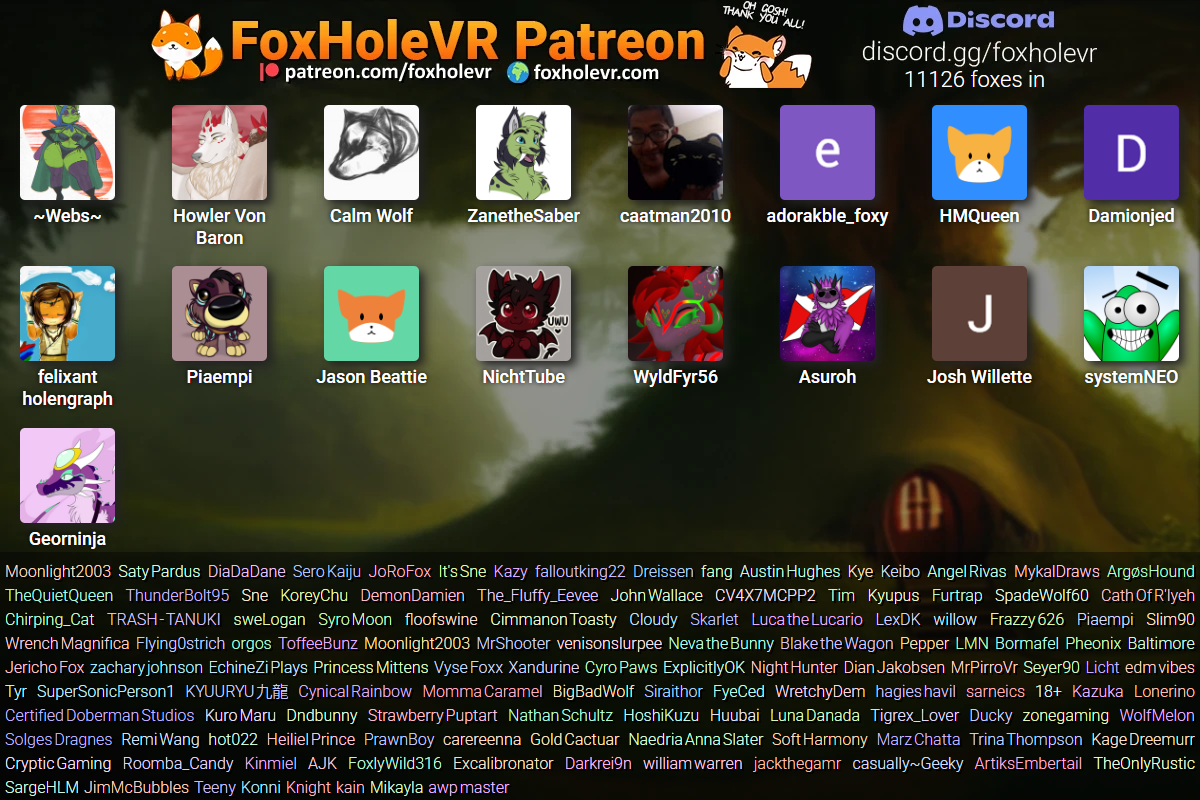 FoxHoleVR Patreon
patreon.com/foxholevr foxholevr.com
OH GOSH!
THANK YOU ALL!
Discord
discord.gg/foxholevr
11126 foxes in
e
D
~Webs~
Howler Von
Baron
Calm Wolf
ZanetheSaber
caatman2010
adorakble_foxy
HMQueen
Damionjed
UWU
J
felixant
holengraph
Piaempi
Jason Beattie
NichtTube
WyldFyr56
Asuroh
Josh Willette
systemNEO
Georninja
Moonlight2003 Saty Pardus DiaDaDane Sero Kaiju JoRoFox It's Sne Kazy falloutking22 Dreissen fang Austin Hughes Kye Keibo Angel Rivas MykalDraws ArgøsHound
TheQuietQueen ThunderBolt95 Sne KoreyChu DemonDamien The_Fluffy_Eevee John Wallace CV4X7MCPP2 Tim Kyupus Furtrap SpadeWolf60 Cath Of R'lyeh
Chirping_Cat TRASH-TANUKI sweLogan Syro Moon floofswine Cimmanon Toasty Cloudy Skarlet Luca the Lucario LexDK willow Frazzy 626 Piaempi Slim90
Wrench Magnifica Flying0strich orgos ToffeeBunz Moonlight2003 MrShooter venisonslurpee Neva the Bunny Blake the Wagon Pepper LMN Bormafel Pheonix Baltimore
Jericho Fox zachary johnson EchineZi Plays Princess Mittens Vyse Foxx Xandurine Cyro Paws ExplicitlyOK Night Hunter Dian Jakobsen MrPirroVr Seyer90 Licht edm vibes
Tyr SuperSonicPerson1 KYUURYU 九龍 Cynical Rainbow Momma Caramel BigBadWolf Siraithor FyeCed WretchyDem hagies havil sarneics 18+ Kazuka Lonerino
Certified Doberman Studios Kuro Maru Dndbunny Strawberry Puptart Nathan Schultz HoshiKuzu Huubai Luna Danada Tigrex_Lover Ducky zonegaming WolfMelon
Solges Dragnes Remi Wang hot022 Heiliel Prince PrawnBoy carereenna Gold Cactuar Naedria Anna Slater Soft Harmony Marz Chatta Trina Thompson Kage Dreemurr
Cryptic Gaming Roomba_Candy Kinmiel AJK FoxlyWild316 Excalibronator Darkrei9n william warren jackthegamr casually~Geeky ArtiksEmbertail TheOnlyRustic
SargeHLM JimMcBubbles Teeny Konni Knight kain Mikayla awp master